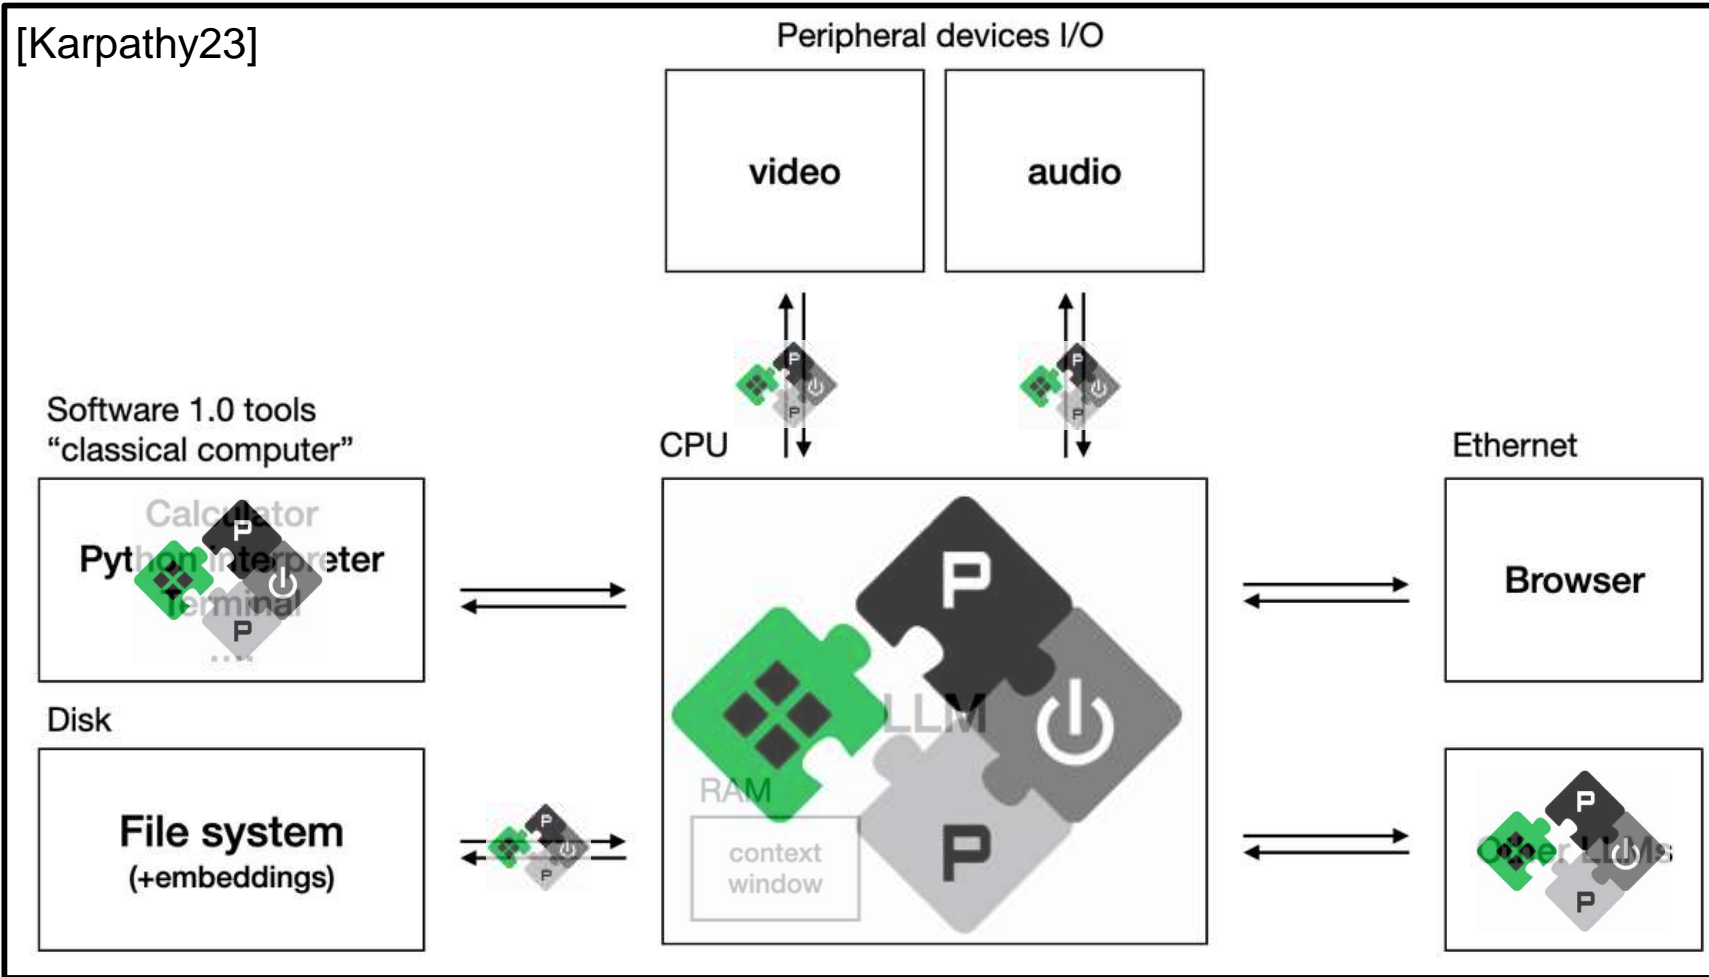 [Karpathy23]
Peripheral devices I/O
video
audio
Software 1.0 tools
“classical computer”
Calculator
Python interpreter
Terminal
....
P
P
P
P
P
P
CPU
LLM
RAM
context
window
P
P
Ethernet
Browser
Disk
File system
(+embeddings)
P
P
Other LLMs
P
P